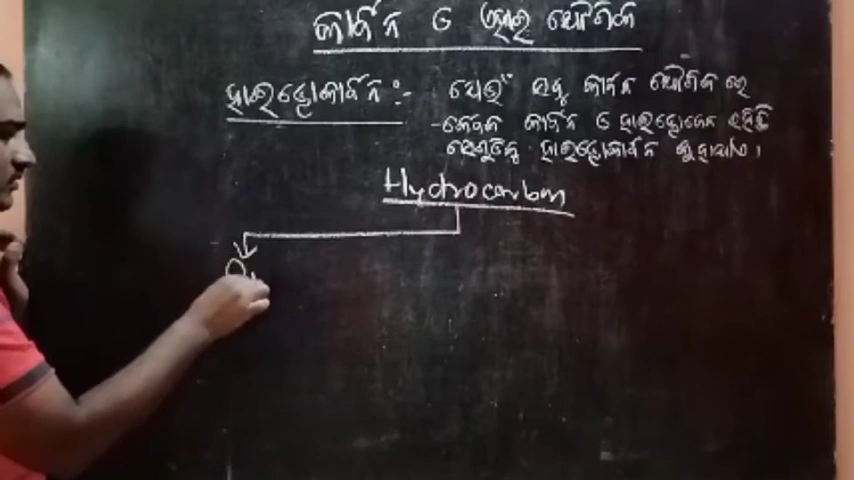 କାର୍ବନ ଓ ଏହାର ଯୌଗିକ
ହାଇଡ୍ରୋକାର୍ବନ :- ଯେଉଁ ସବୁ କାର୍ବନ ଯୌଗିକ ରେ
-କେବଳ କାର୍ବନ ଓ ହାଇଡ୍ରୋଜେନ ରହିଛି
ସେଗୁଡିକୁ ହାଇଡ୍ରୋକାର୍ବନ କୁହାଯାଏ ।
Hydrocarbon